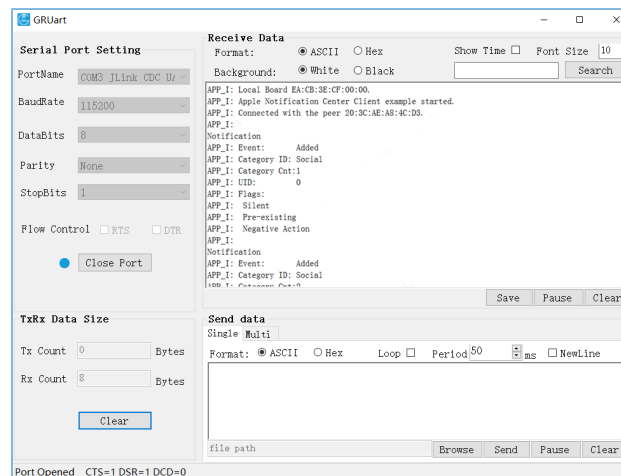 GRUart
Serial Port Setting
PortName COM3 JLink CDC Ua
BaudRate 115200
DataBits 8
Parity None
StopBits 1
Flow Control RTS DTR
Close Port
TxRx Data Size
Tx Count 0 Bytes
Rx Count 8 Bytes
Clear
Receive Data
Format: ASCII Hex Show Time Font Size 10
Background: White Black Search
APP_I: Local Board EA:CB:3E:CF:00:00.
APP_I: Apple Notification Center Client example started.
APP_I: Connected with the peer 20:3C:AE:A8:4C:D3.
APP_I:
Notification
APP_I: Event: Added
APP_I: Category ID: Social
APP_I: Category Cnt:1
APP_I: UID: 0
APP_I: Flags:
APP_I: Silent
APP_I: Pre-existing
APP_I: Negative Action
APP_I:
Notification
APP_I: Event: Added
APP_I: Category ID: Social
APP_I: Category Cnt:2
Save Pause Clear
Send data
Single Multi
Format: ASCII Hex Loop Period 50 ms NewLine
file path Browse Send Pause Clear
Port Opened CTS=1 DSR=1 DCD=0